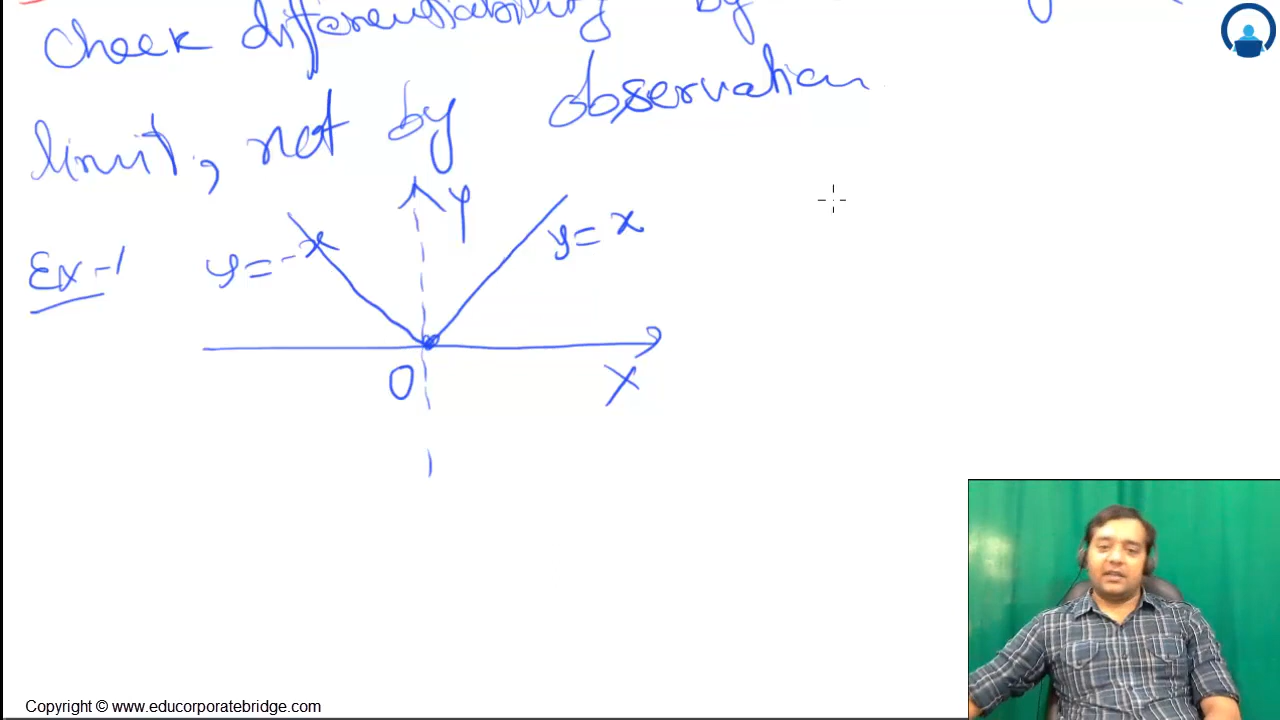 Check differentiability by
limit, not by observation
Y
y = -x
y = x
Ex-1
O
X
Copyright © www.educorporatebridge.com